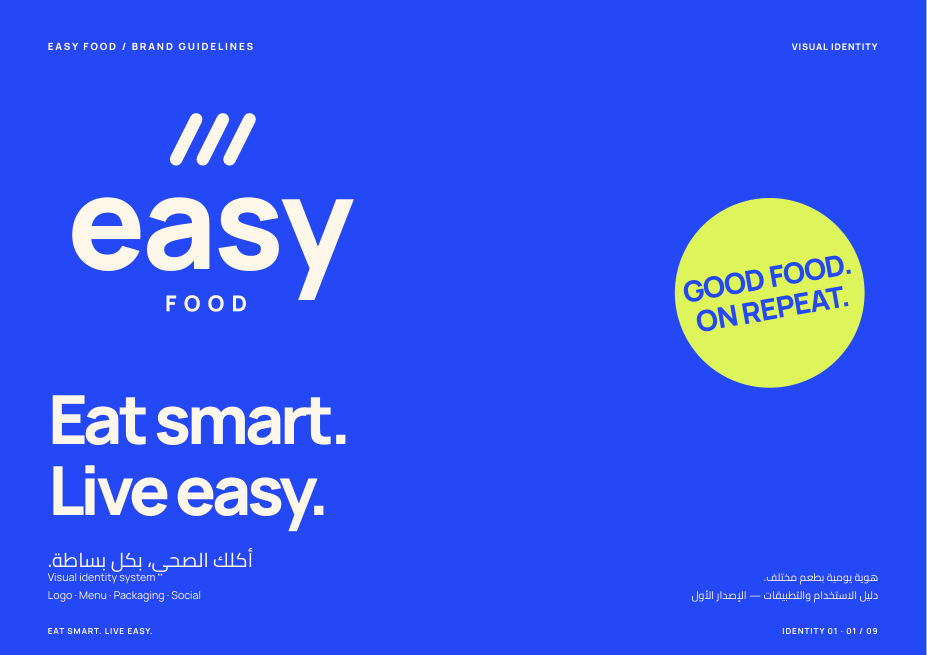 EASY FOOD / BRAND GUIDELINES
VISUAL IDENTITY
easy
FOOD
GOOD FOOD.
ON REPEAT.
Eat smart.
Live easy.
أكلك الصحي، بكل بساطة.
Visual identity system
Logo · Menu · Packaging · Social
هوية يومية بطعم مختلف.
دليل الاستخدام والتطبيقات — الإصدار الأول
EAT SMART. LIVE EASY.
IDENTITY 01 · 01 / 09